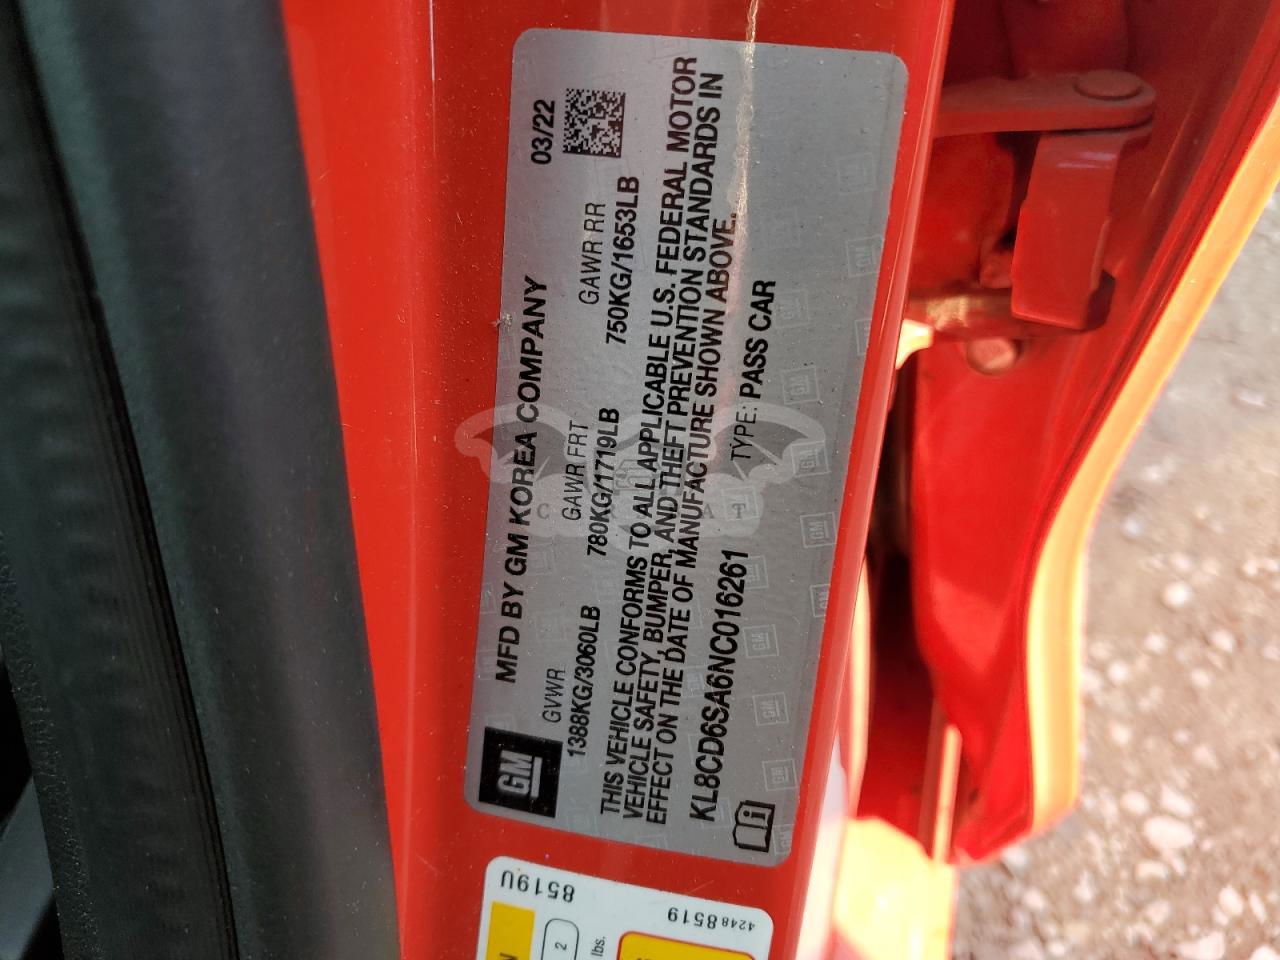 MFD BY GM KOREA COMPANY 03/22
GVWR GAWR FRT GAWR RR
1388KG/3060LB 780KG/1719LB 750KG/1653LB
THIS VEHICLE CONFORMS TO ALL APPLICABLE U.S. FEDERAL MOTOR
VEHICLE SAFETY, BUMPER, AND THEFT PREVENTION STANDARDS IN
EFFECT ON THE DATE OF MANUFACTURE SHOWN ABOVE.
KL8CD6SA6NC016261 TYPE: PASS CAR
GM
8519U
4248 8519
2
lbs.